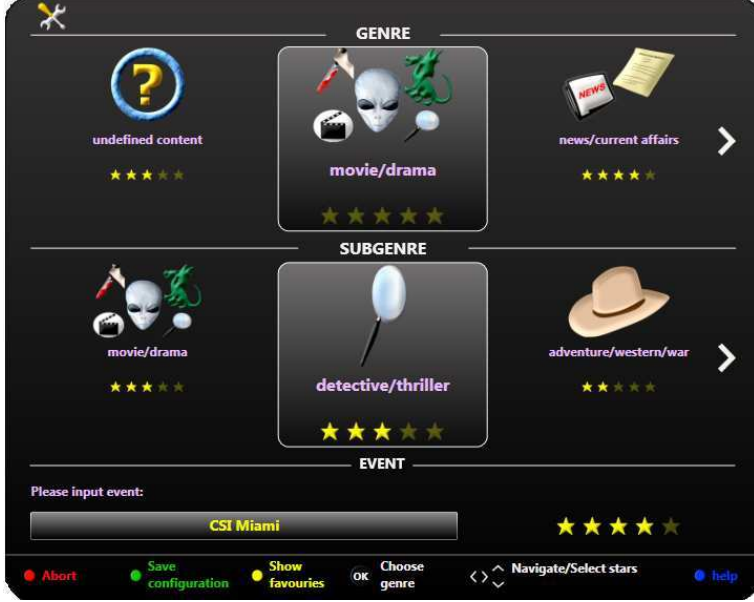 GENRE
undefined content
movie/drama
NEWS
news/current affairs
SUBGENRE
movie/drama
detective/thriller
adventure/western/war
EVENT
Please input event:
CSI Miami
Abort
Save
configuration
Show
favouries
OK
Choose
genre
Navigate/Select stars
help